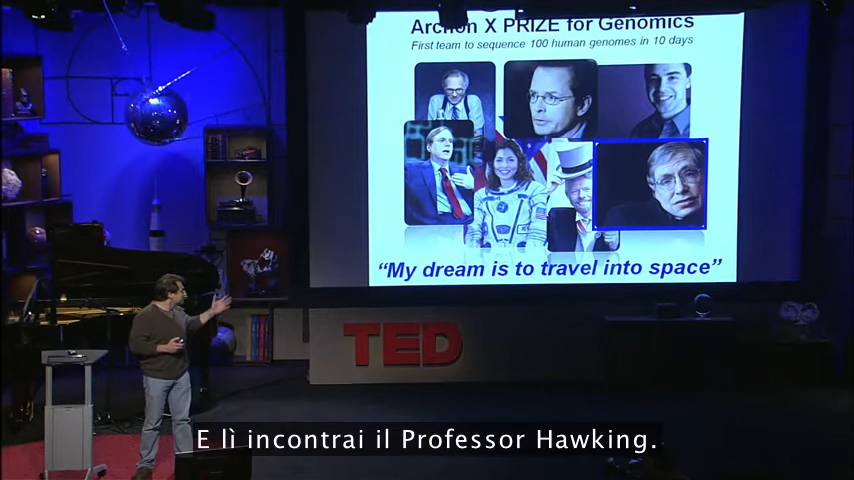 Archon X PRIZE for Genomics
First team to sequence 100 human genomes in 10 days
“My dream is to travel into space”
TED
E lì incontrai il Professor Hawking.